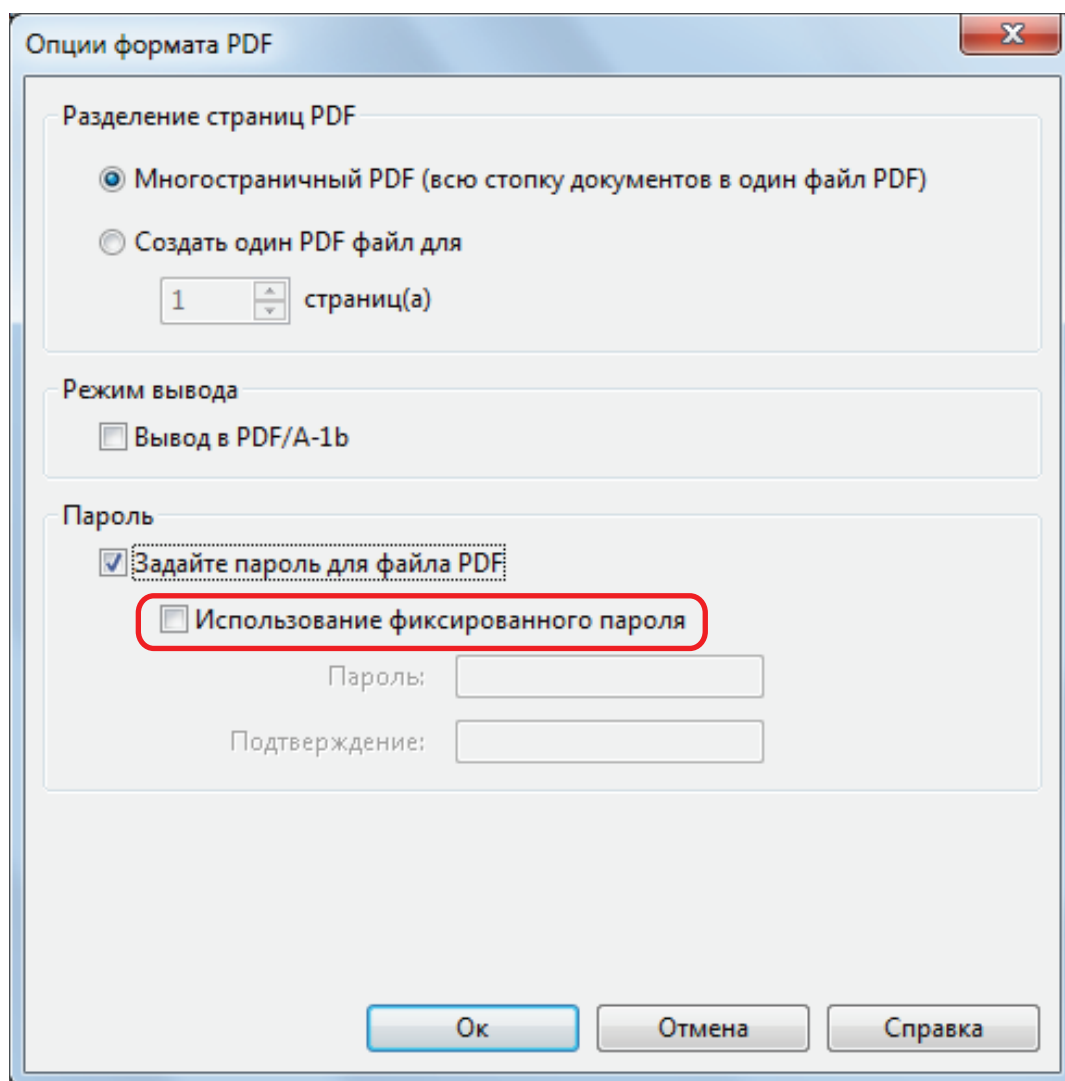 Опции формата PDF
Разделение страниц PDF
Многостраничный PDF (всю стопку документов в один файл PDF)
Создать один PDF файл для
1 страниц(а)
Режим вывода
Вывод в PDF/A-1b
Пароль
Задайте пароль для файла PDF
Использование фиксированного пароля
Пароль:
Подтверждение:
Ок Отмена Справка